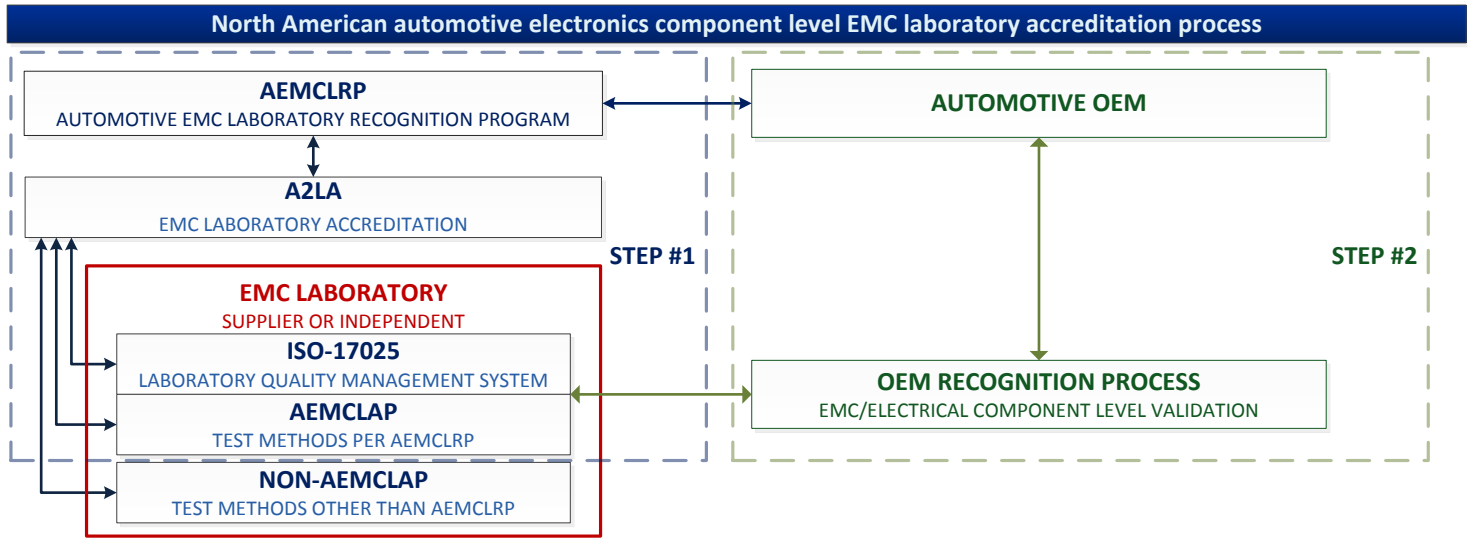 North American automotive electronics component level EMC laboratory accreditation process
AEMCLRP
AUTOMOTIVE EMC LABORATORY RECOGNITION PROGRAM
AUTOMOTIVE OEM
A2LA
EMC LABORATORY ACCREDITATION
STEP #1
STEP #2
EMC LABORATORY
SUPPLIER OR INDEPENDENT
ISO-17025
LABORATORY QUALITY MANAGEMENT SYSTEM
OEM RECOGNITION PROCESS
EMC/ELECTRICAL COMPONENT LEVEL VALIDATION
AEMCLAP
TEST METHODS PER AEMCLRP
NON-AEMCLAP
TEST METHODS OTHER THAN AEMCLRP